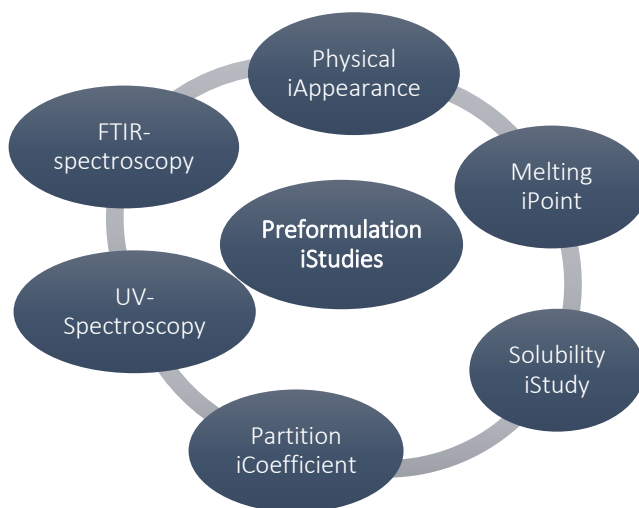 Physical
iAppearance
FTIR-
spectroscopy
Melting
iPoint
Preformulation
iStudies
UV-
Spectroscopy
Solubility
iStudy
Partition
iCoefficient